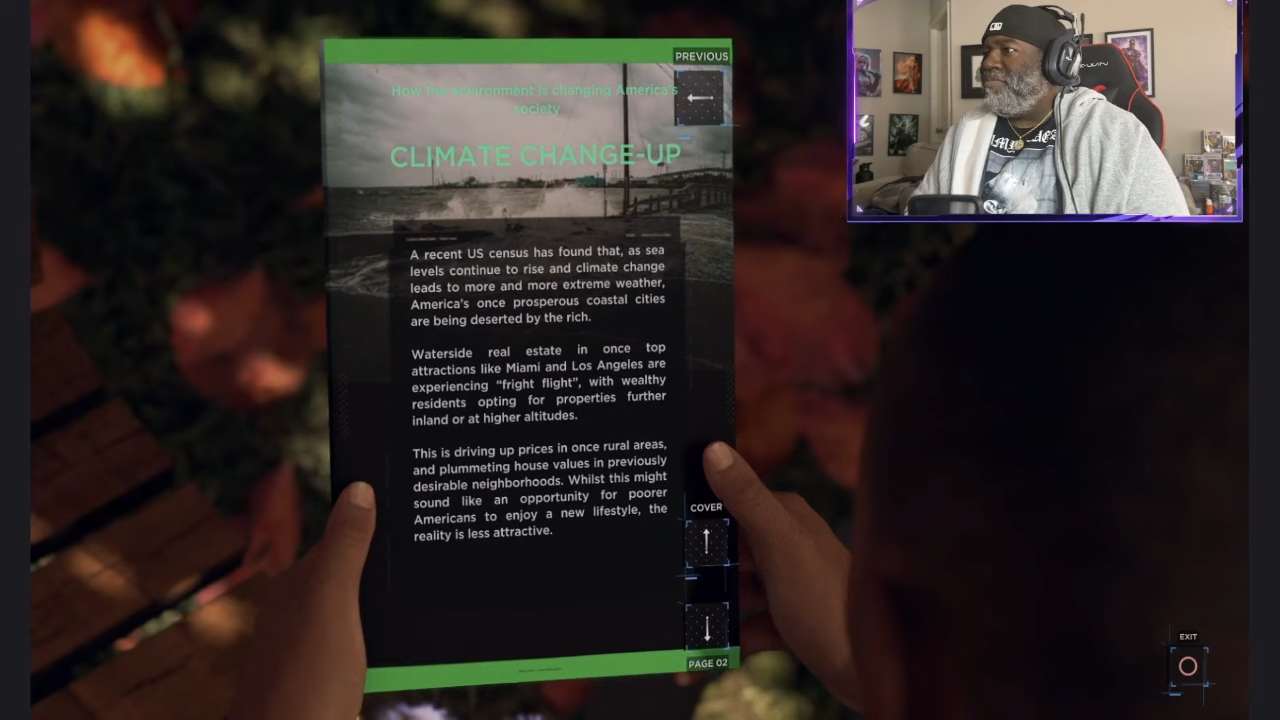 PREVIOUS
How the environment is changing America's
society
CLIMATE CHANGE-UP
A recent US census has found that, as sea
levels continue to rise and climate change
leads to more and more extreme weather,
America's once prosperous coastal cities
are being deserted by the rich.
Waterside real estate in once top
attractions like Miami and Los Angeles are
experiencing "fright flight", with wealthy
residents opting for properties further
inland or at higher altitudes.
This is driving up prices in once rural areas,
and plummeting house values in previously
desirable neighborhoods. Whilst this might
sound like an opportunity for poorer
Americans to enjoy a new lifestyle, the
reality is less attractive.
COVER
PAGE 02
EXIT